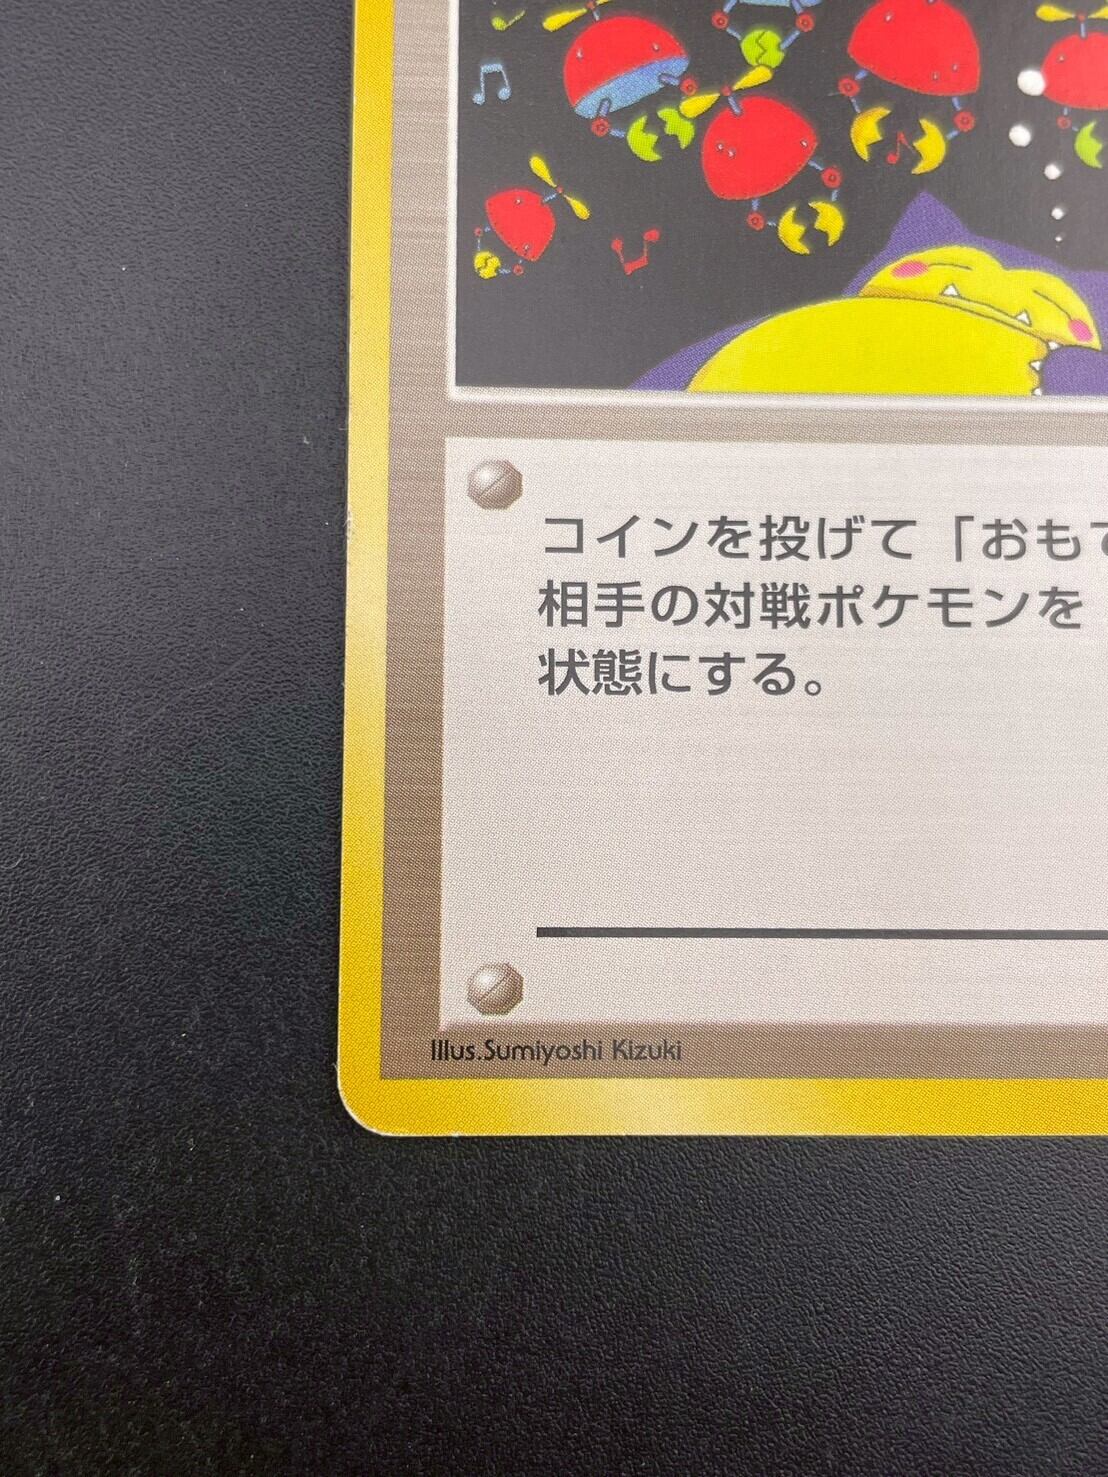 コインを投げて「おもて
相手の対戦ポケモンを
状態にする。
Illus.Sumiyoshi Kizuki